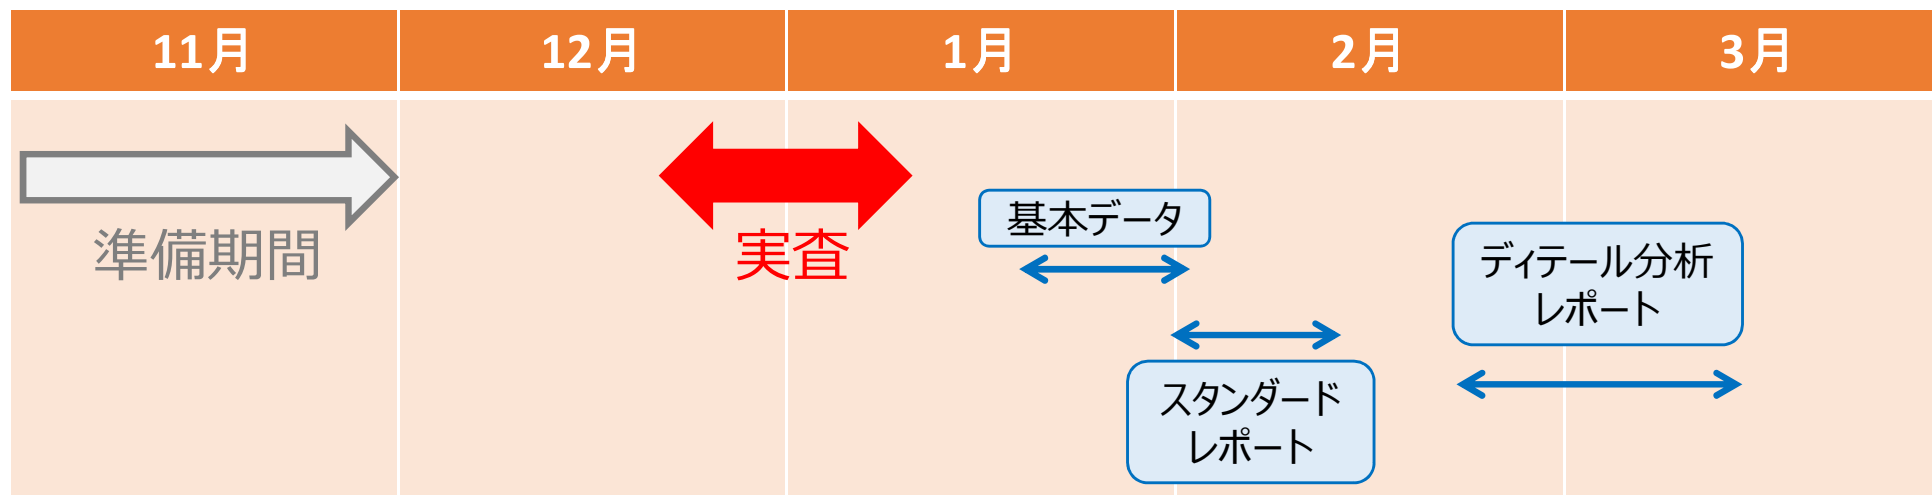 11月 12月 1月 2月 3月
準備期間
実査
基本データ
スタンダード
レポート
ディテール分析
レポート